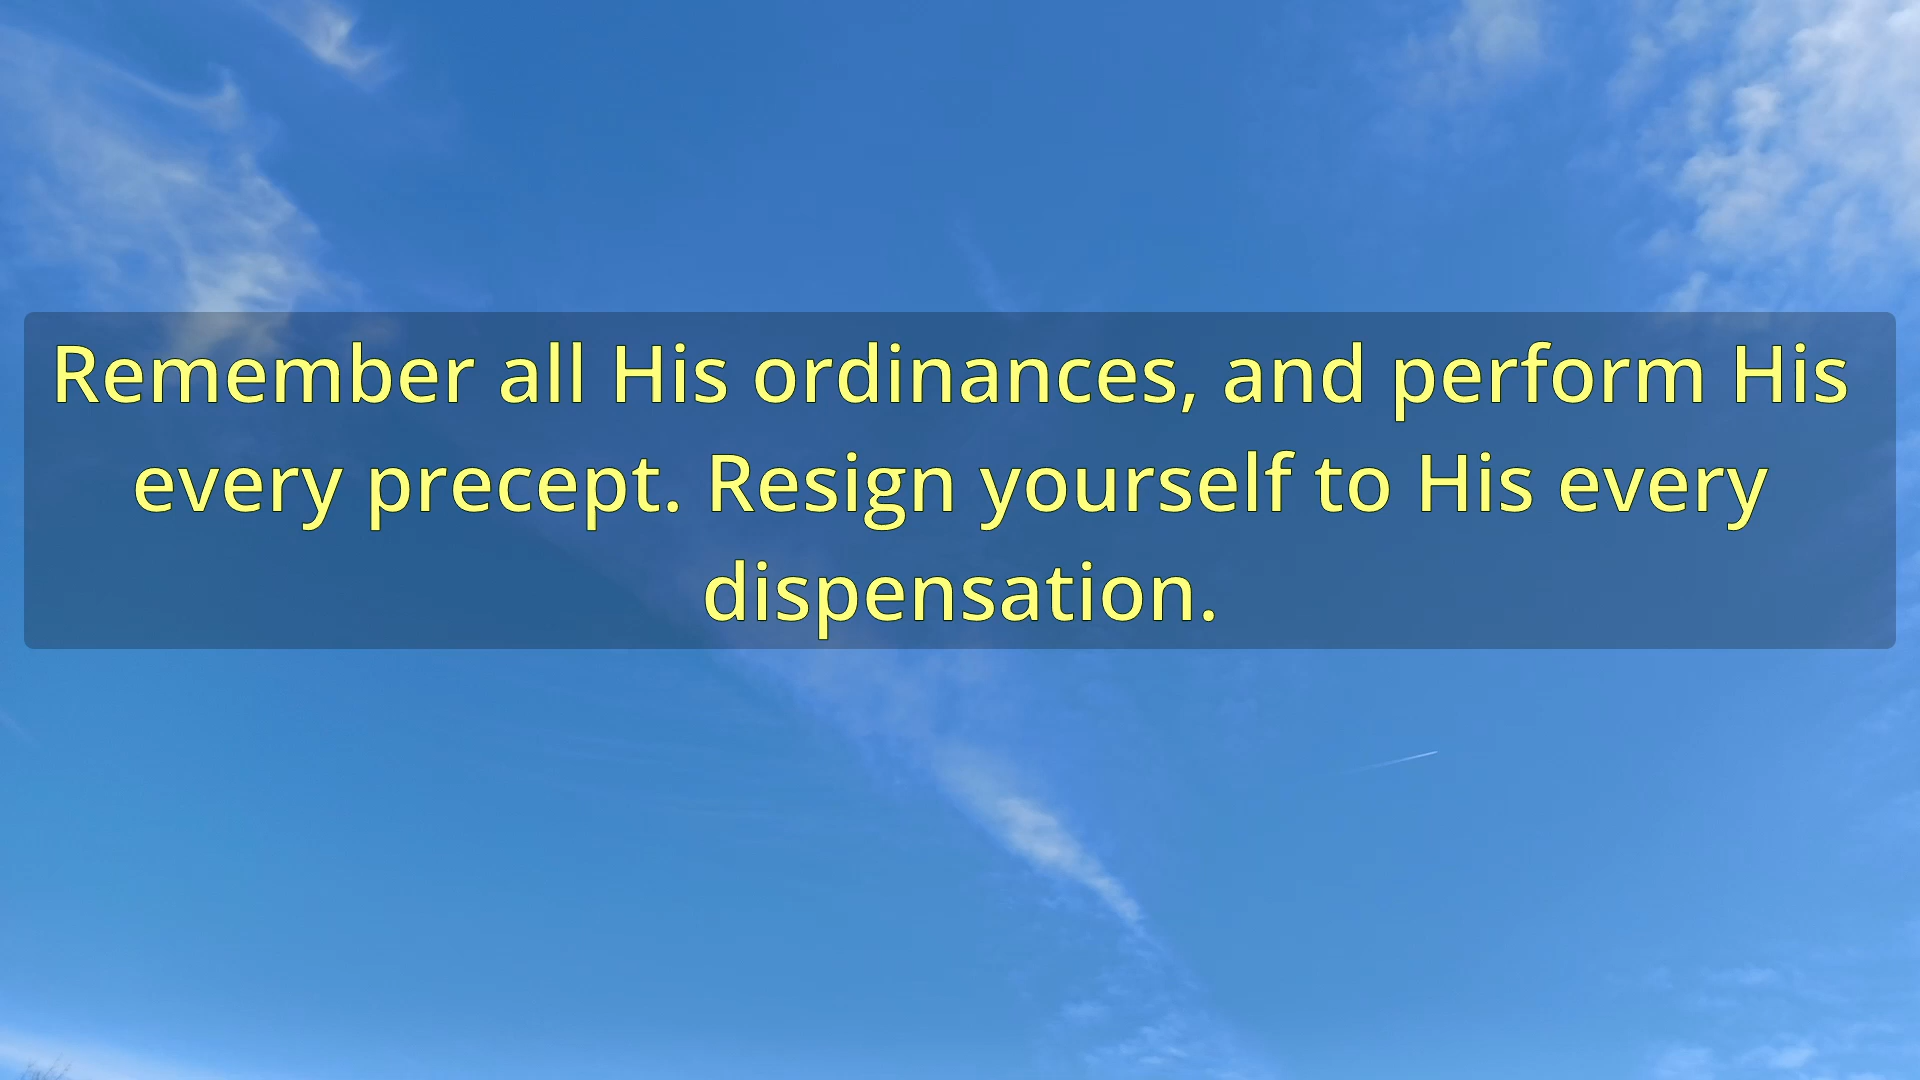 Remember all His ordinances, and perform His
every precept. Resign yourself to His every
dispensation.